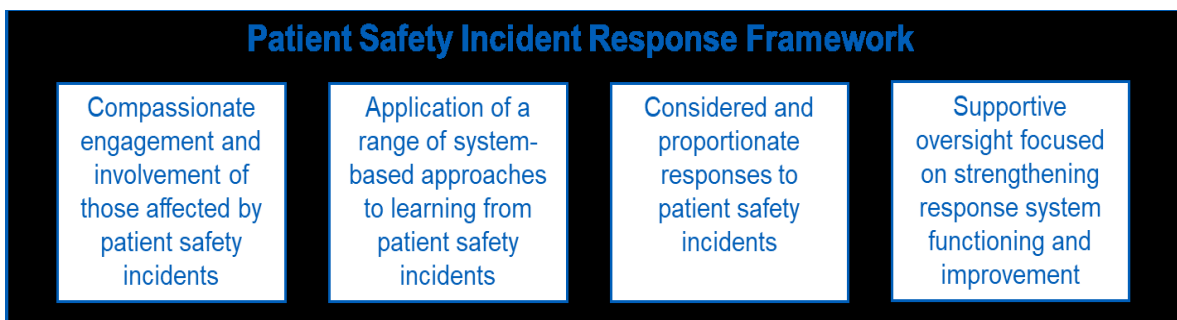 Patient Safety Incident Response Framework
Compassionate
engagement and
involvement of
those affected by
patient safety
incidents
Application of a
range of system-
based approaches
to learning from
patient safety
incidents
Considered and
proportionate
responses to
patient safety
incidents
Supportive
oversight focused
on strengthening
response system
functioning and
improvement